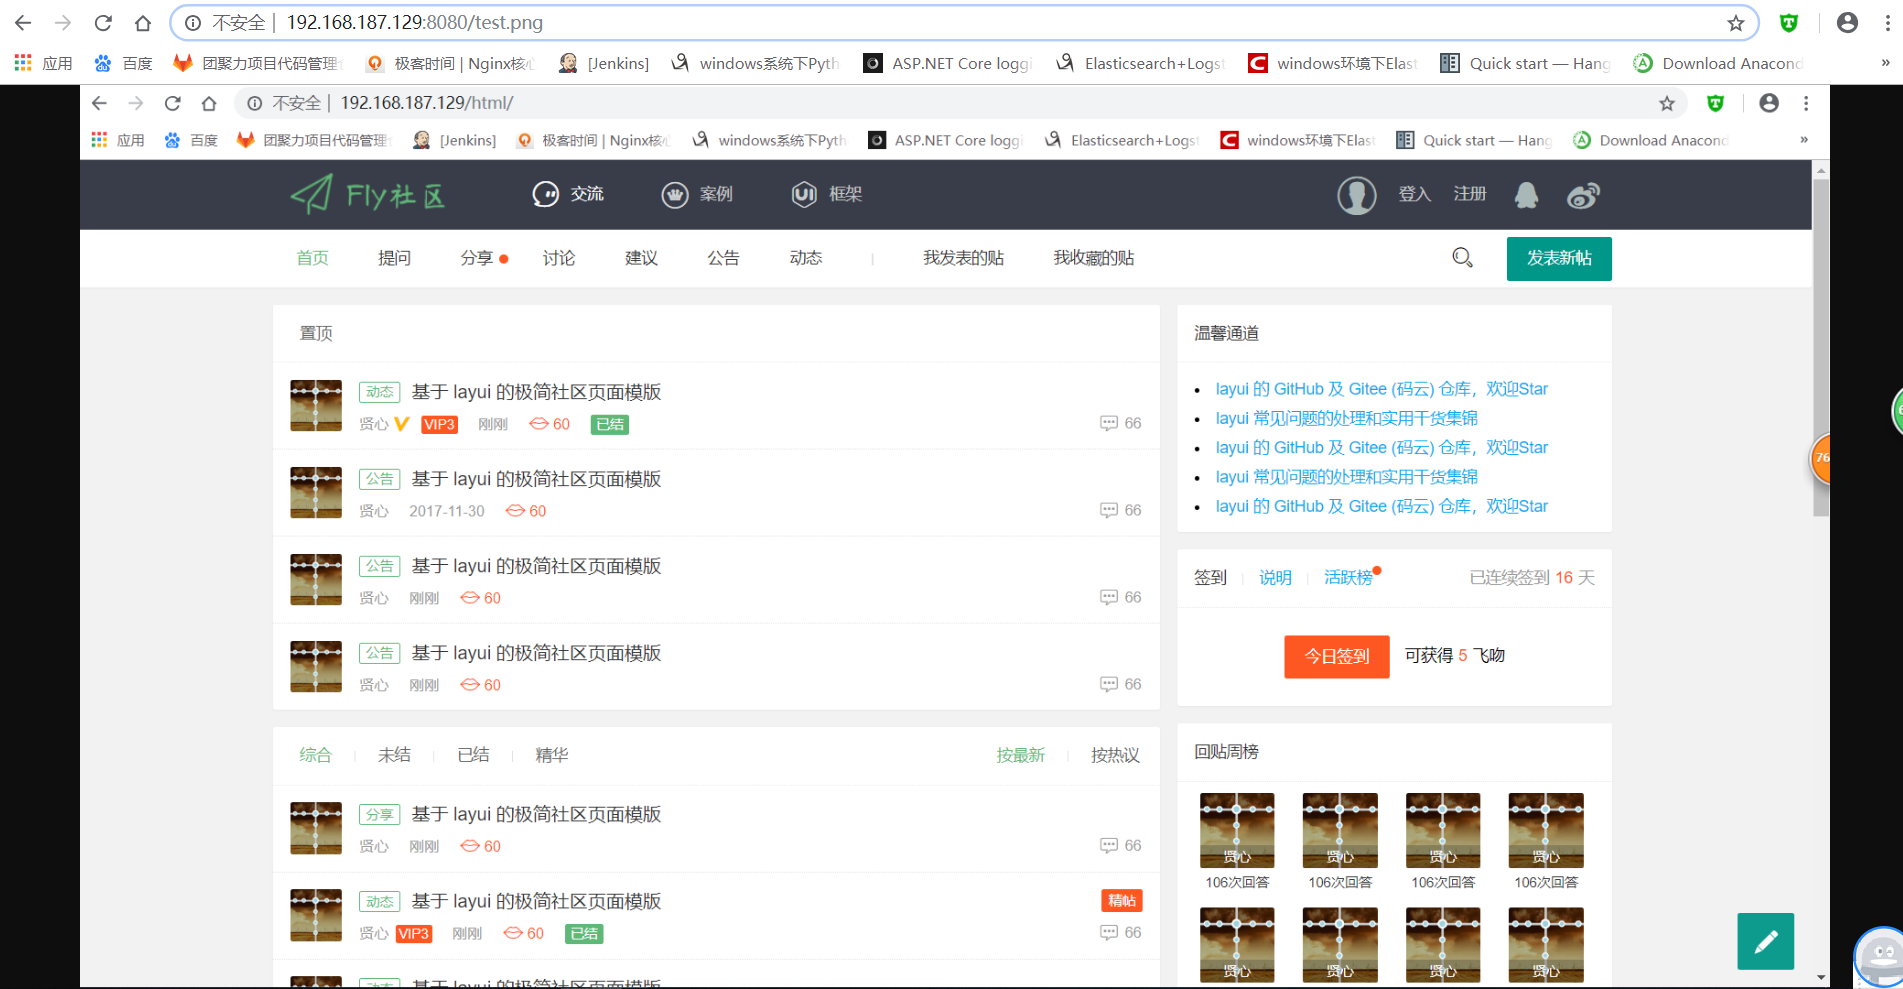 不安全 | 192.168.187.129:8080/test.png
应用 百度 团聚力项目代码管理 极客时间 | Nginx核心 [Jenkins] windows系统下Pyth ASP.NET Core loggi Elasticsearch+Logst windows环境下Elast Quick start — Hang Download Anacond »
不安全 | 192.168.187.129/html/
应用 百度 团聚力项目代码管理 [Jenkins] 极客时间 | Nginx核心 windows系统下Pyth ASP.NET Core loggi Elasticsearch+Logst windows环境下Elast Quick start — Hang Download Anacond »
Fly社区 交流 案例 UI 框架 登入 注册
首页 提问 分享 讨论 建议 公告 动态 我发表的贴 我收藏的贴 发表新帖
置顶
动态 基于 layui 的极简社区页面模版
贤心 V VIP3 刚刚 60 已结 66
公告 基于 layui 的极简社区页面模版
贤心 2017-11-30 60 66
公告 基于 layui 的极简社区页面模版
贤心 刚刚 60 66
公告 基于 layui 的极简社区页面模版
贤心 刚刚 60 66
综合 未结 已结 精华 按最新 按热议
分享 基于 layui 的极简社区页面模版
贤心 刚刚 60 66
动态 基于 layui 的极简社区页面模版 精帖
贤心 VIP3 刚刚 60 已结 66
动态 基于 layui 的极简社区页面模版
温馨通道
layui 的 GitHub 及 Gitee (码云) 仓库，欢迎Star
layui 常见问题的处理和实用干货集锦
layui 的 GitHub 及 Gitee (码云) 仓库，欢迎Star
layui 常见问题的处理和实用干货集锦
layui 的 GitHub 及 Gitee (码云) 仓库，欢迎Star
签到 说明 活跃榜 已连续签到 16 天
今日签到 可获得 5 飞吻
回贴周榜
贤心 贤心 贤心 贤心
106次回答 106次回答 106次回答 106次回答
贤心 贤心 贤心 贤心
76